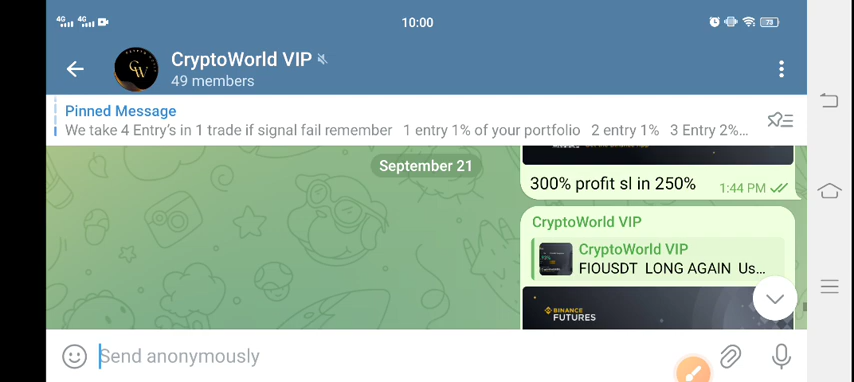 4G 4G 10:00 73
CryptoWorld VIP
49 members
Pinned Message
We take 4 Entry's in 1 trade if signal fail remember 1 entry 1% of your portfolio 2 entry 1% 3 Entry 2%...
September 21
300% profit sl in 250% 1:44 PM
CryptoWorld VIP
CryptoWorld VIP
FIOUSDT LONG AGAIN Us...
BINANCE
FUTURES
Send anonymously